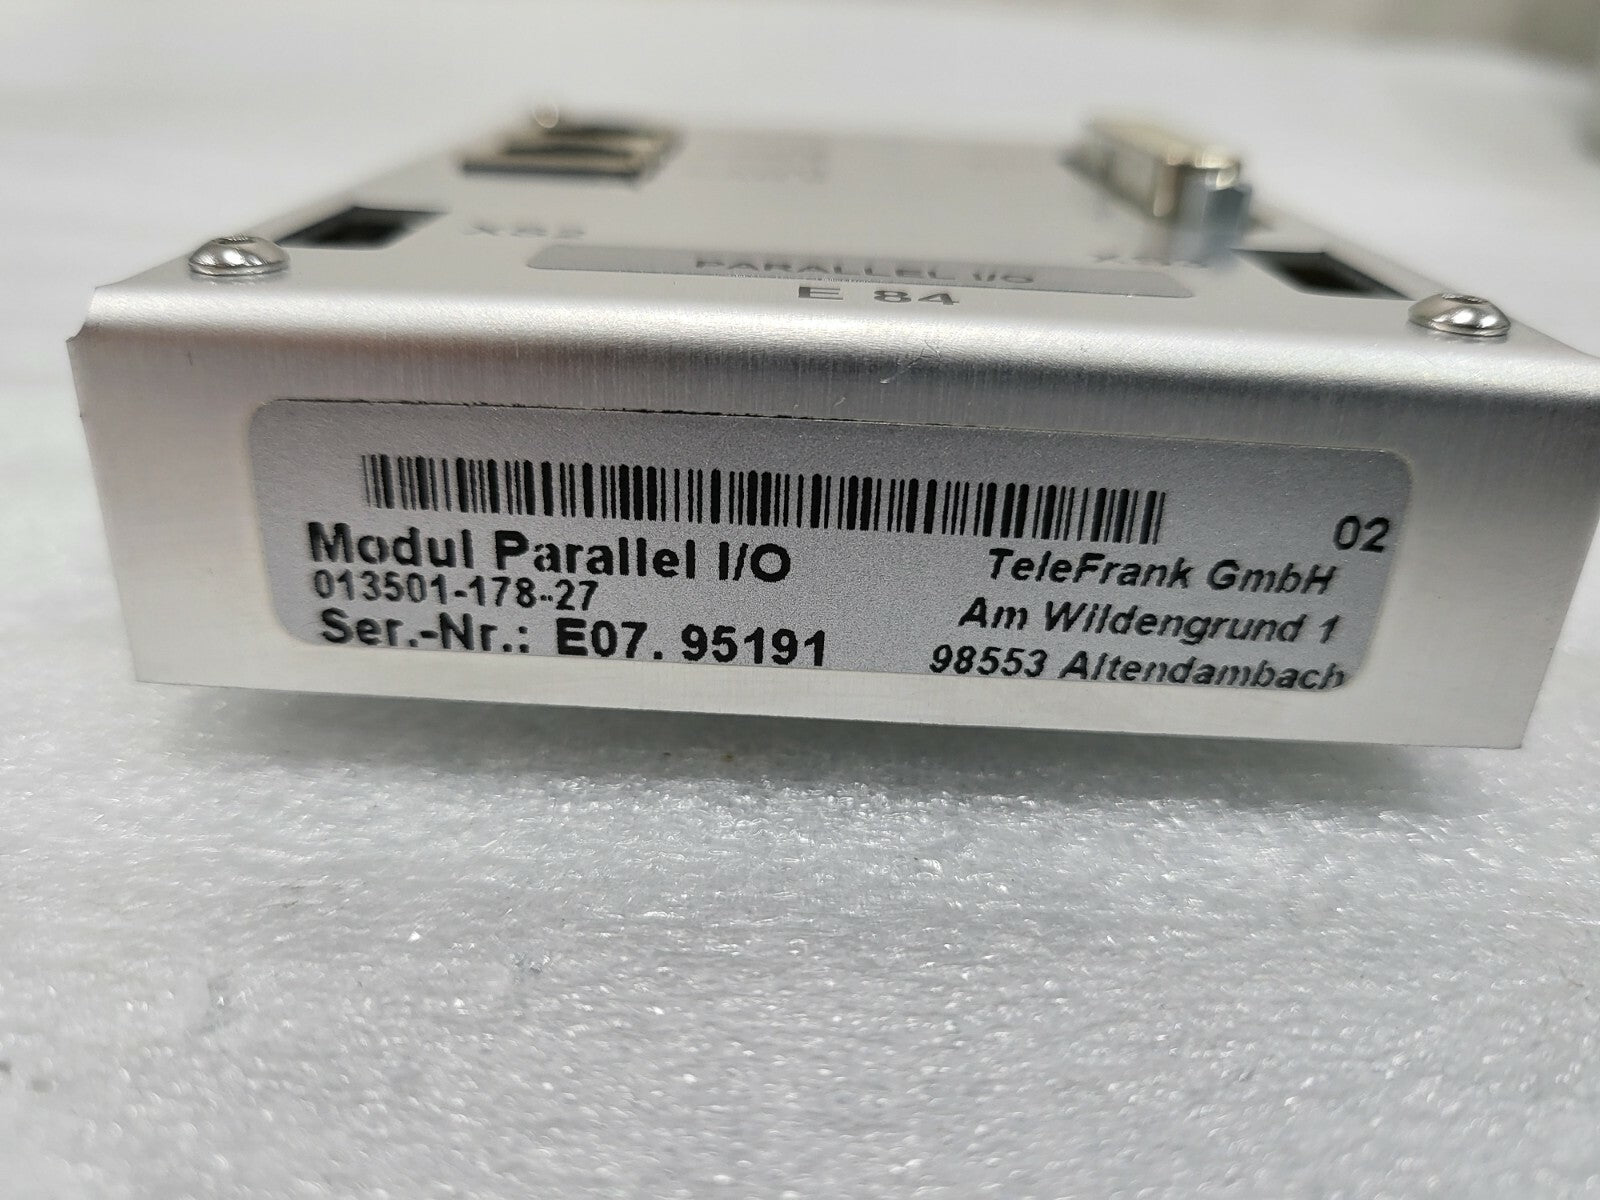 XS2
PARALLEL I/O
E 84
02
Modul Parallel I/O
013501-178-27
Ser.-Nr.: E07. 95191
TeleFrank GmbH
Am Wildengrund 1
98553 Altendambach